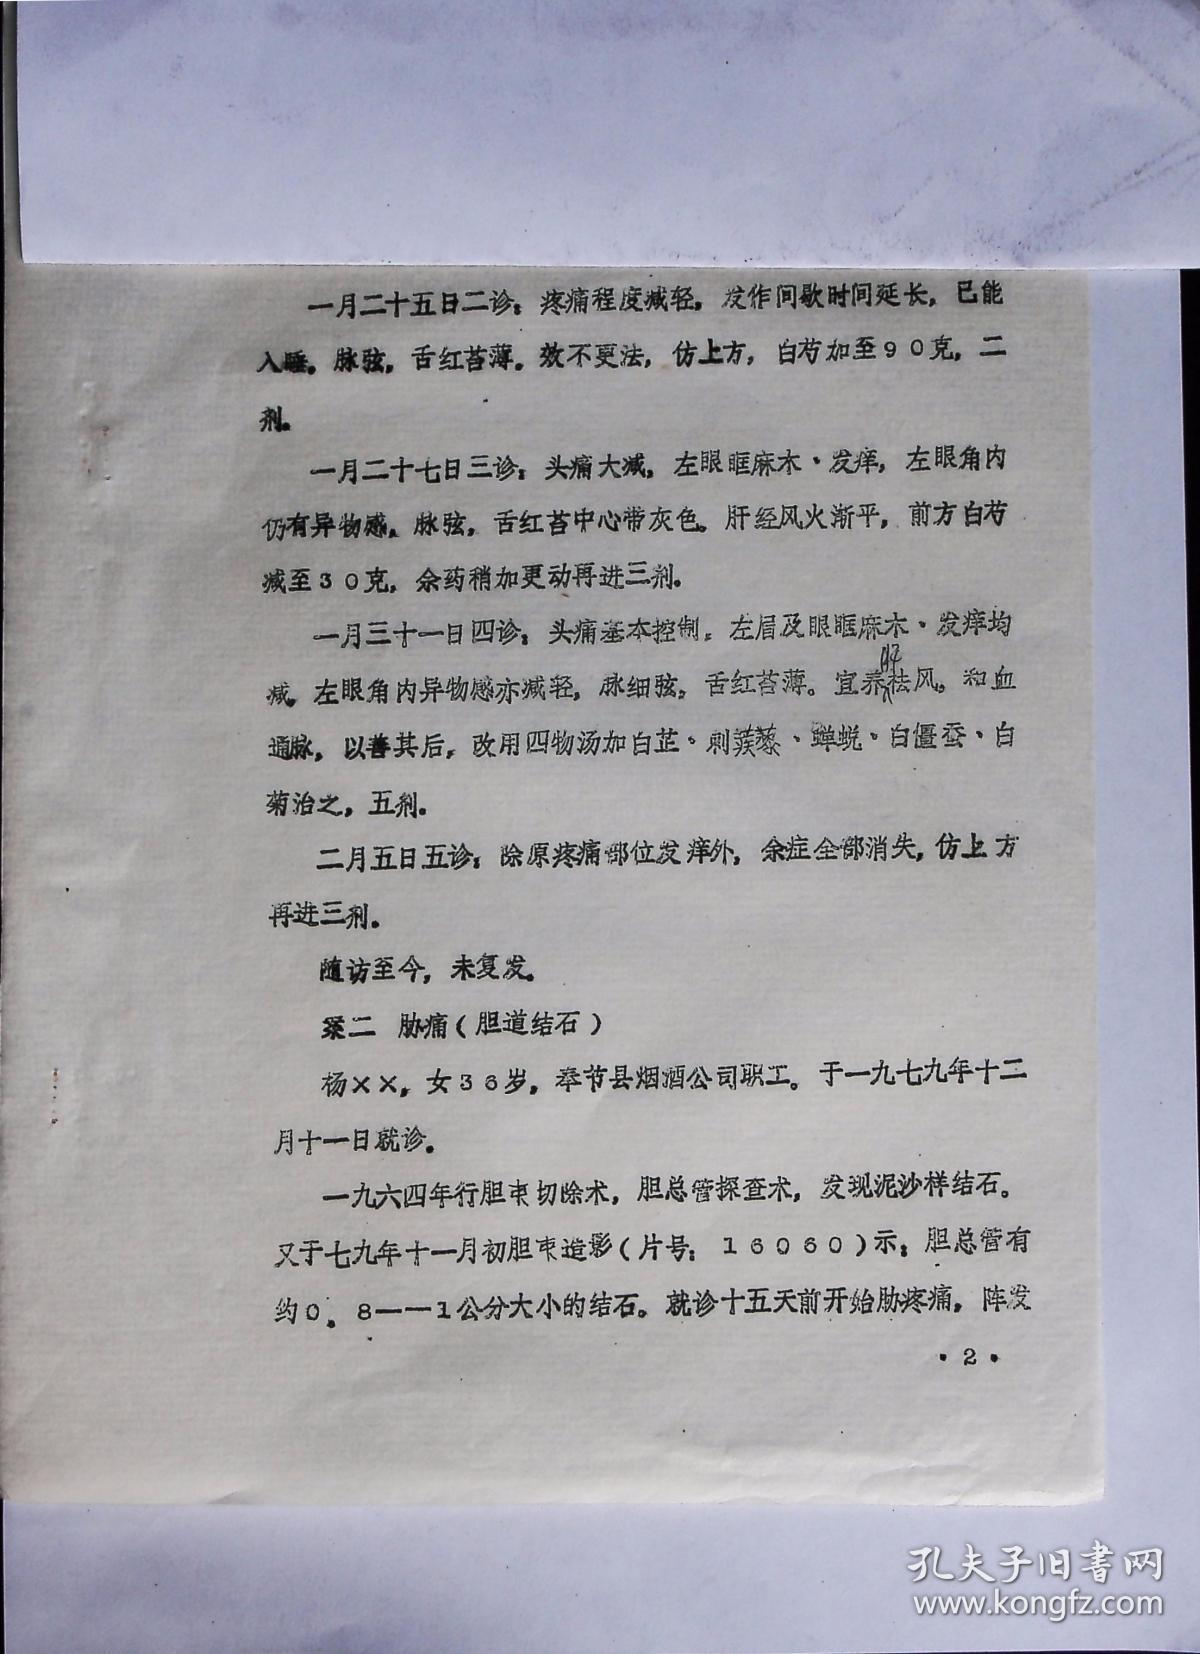 一月二十五日二诊：疼痛程度减轻，发作间歇时间延长，已能
入睡。脉弦，舌红苔薄。效不更法，仿上方，白芍加至90克，二
剂。
一月二十七日三诊：头痛大减，左眼眶麻木、发痒，左眼角内
仍有异物感。脉弦，舌红苔中心带灰色。肝经风火渐平，前方白芍
减至30克，余药稍加更动再进三剂。
一月三十一日四诊：头痛基本控制。左眉及眼眶麻木、发痒均
减。左眼角内异物感亦减轻，脉细弦，舌红苔薄。宜养肝祛风，和血
通脉，以善其后，改用四物汤加白芷、刺蒺藜、蝉蜕、白僵蚕、白
菊治之，五剂。
二月五日五诊：除原疼痛部位发痒外，余症全部消失，仿上方
再进三剂。
随访至今，未复发。
案二 胁痛（胆道结石）
杨××，女36岁，奉节县烟酒公司职工。于一九七九年十二
月十一日就诊。
一九六四年行胆束切除术，胆总管探查术，发现泥沙样结石。
又于七九年十一月初胆束造影（片号：16060）示：胆总管有
约0.8——1公分大小的结石。就诊十五天前开始胁疼痛，阵发
·2·
孔夫子旧书网
www.kongfz.com